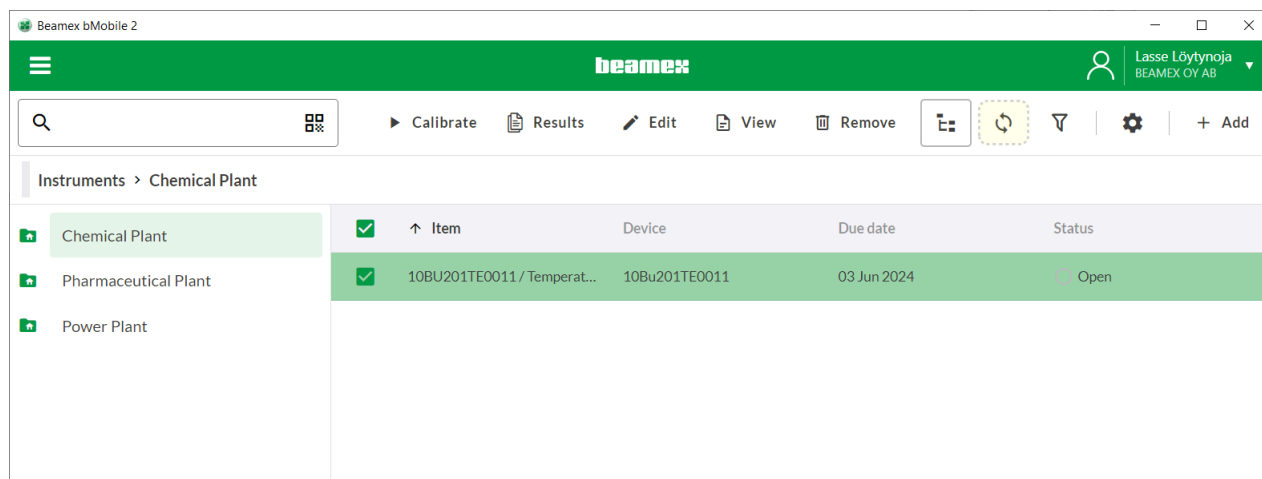 Beamex bMobile 2
beamex
Lasse Löytynoja
BEAMEX OY AB
Calibrate Results Edit View Remove + Add
Instruments > Chemical Plant
Chemical Plant
Pharmaceutical Plant
Power Plant
Item Device Due date Status
10BU201TE0011 / Temperat... 10Bu201TE0011 03 Jun 2024 Open